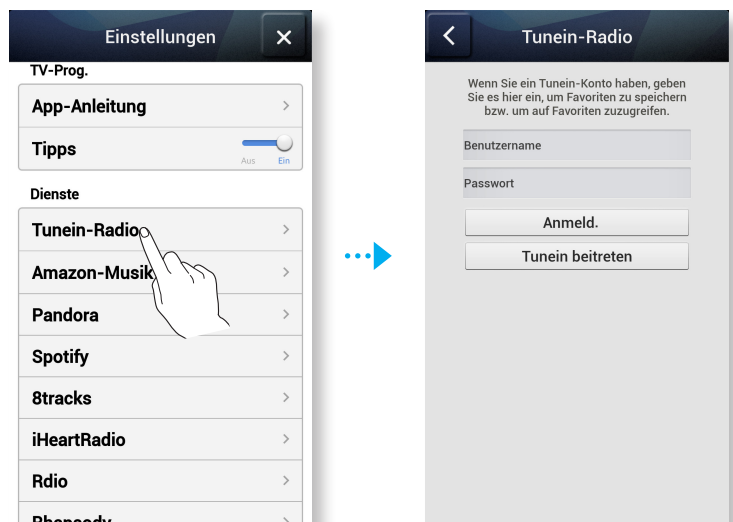 Einstellungen
TV-Prog.
App-Anleitung
Tipps
Aus Ein
Dienste
Tunein-Radio
Amazon-Musik
Pandora
Spotify
8tracks
iHeartRadio
Rdio
Rhapsody
Tunein-Radio
Wenn Sie ein Tunein-Konto haben, geben
Sie es hier ein, um Favoriten zu speichern
bzw. um auf Favoriten zuzugreifen.
Benutzername
Passwort
Anmeld.
Tunein beitreten